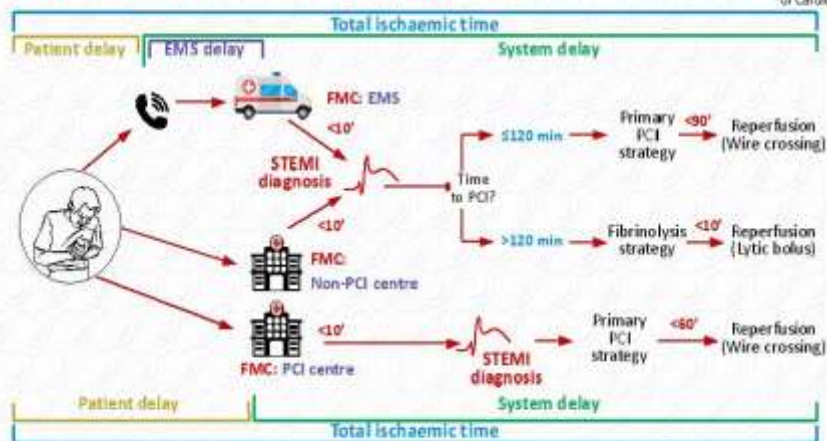 Total ischaemic time
Patient delay
EMS delay
System delay
FMC: EMS
<10'
STEMI
diagnosis
<10'
FMC:
Non-PCI centre
Time
to PCI?
≤120 min
Primary
PCI
strategy
<90'
Reperfusion
(Wire crossing)
>120 min
Fibrinolysis
strategy
<10'
Reperfusion
(Lytic bolus)
<10'
FMC: PCI centre
STEMI
diagnosis
Primary
PCI
strategy
<60'
Reperfusion
(Wire crossing)
Patient delay
System delay
Total ischaemic time